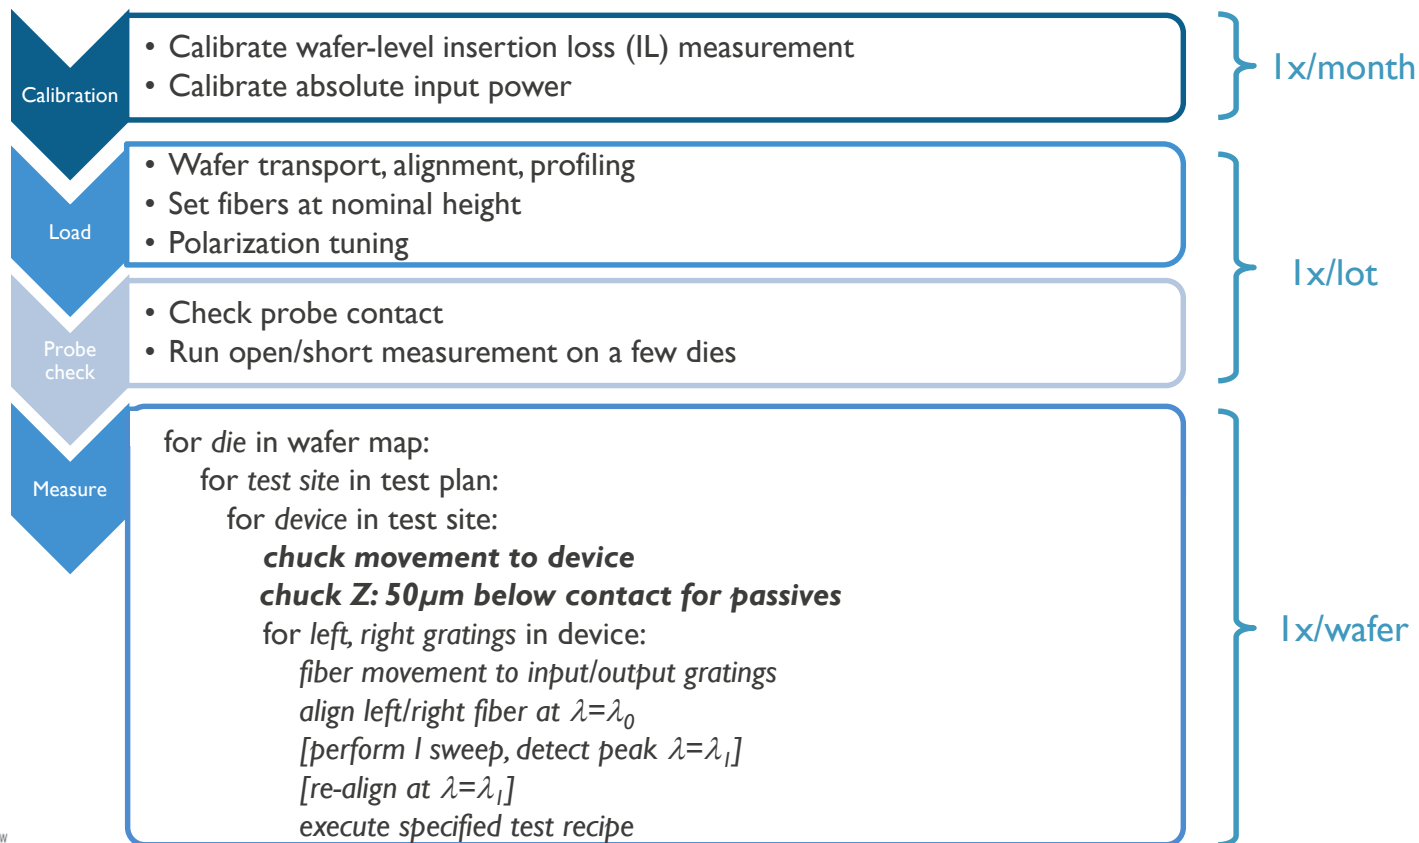 Calibration
• Calibrate wafer-level insertion loss (IL) measurement
• Calibrate absolute input power
1x/month
Load
• Wafer transport, alignment, profiling
• Set fibers at nominal height
• Polarization tuning
1x/lot
Probe
check
• Check probe contact
• Run open/short measurement on a few dies
Measure
for die in wafer map:
for test site in test plan:
for device in test site:
chuck movement to device
chuck Z: 50µm below contact for passives
for left, right gratings in device:
fiber movement to input/output gratings
align left/right fiber at λ=λ0
[perform l sweep, detect peak λ=λ1]
[re-align at λ=λ1]
execute specified test recipe
1x/wafer